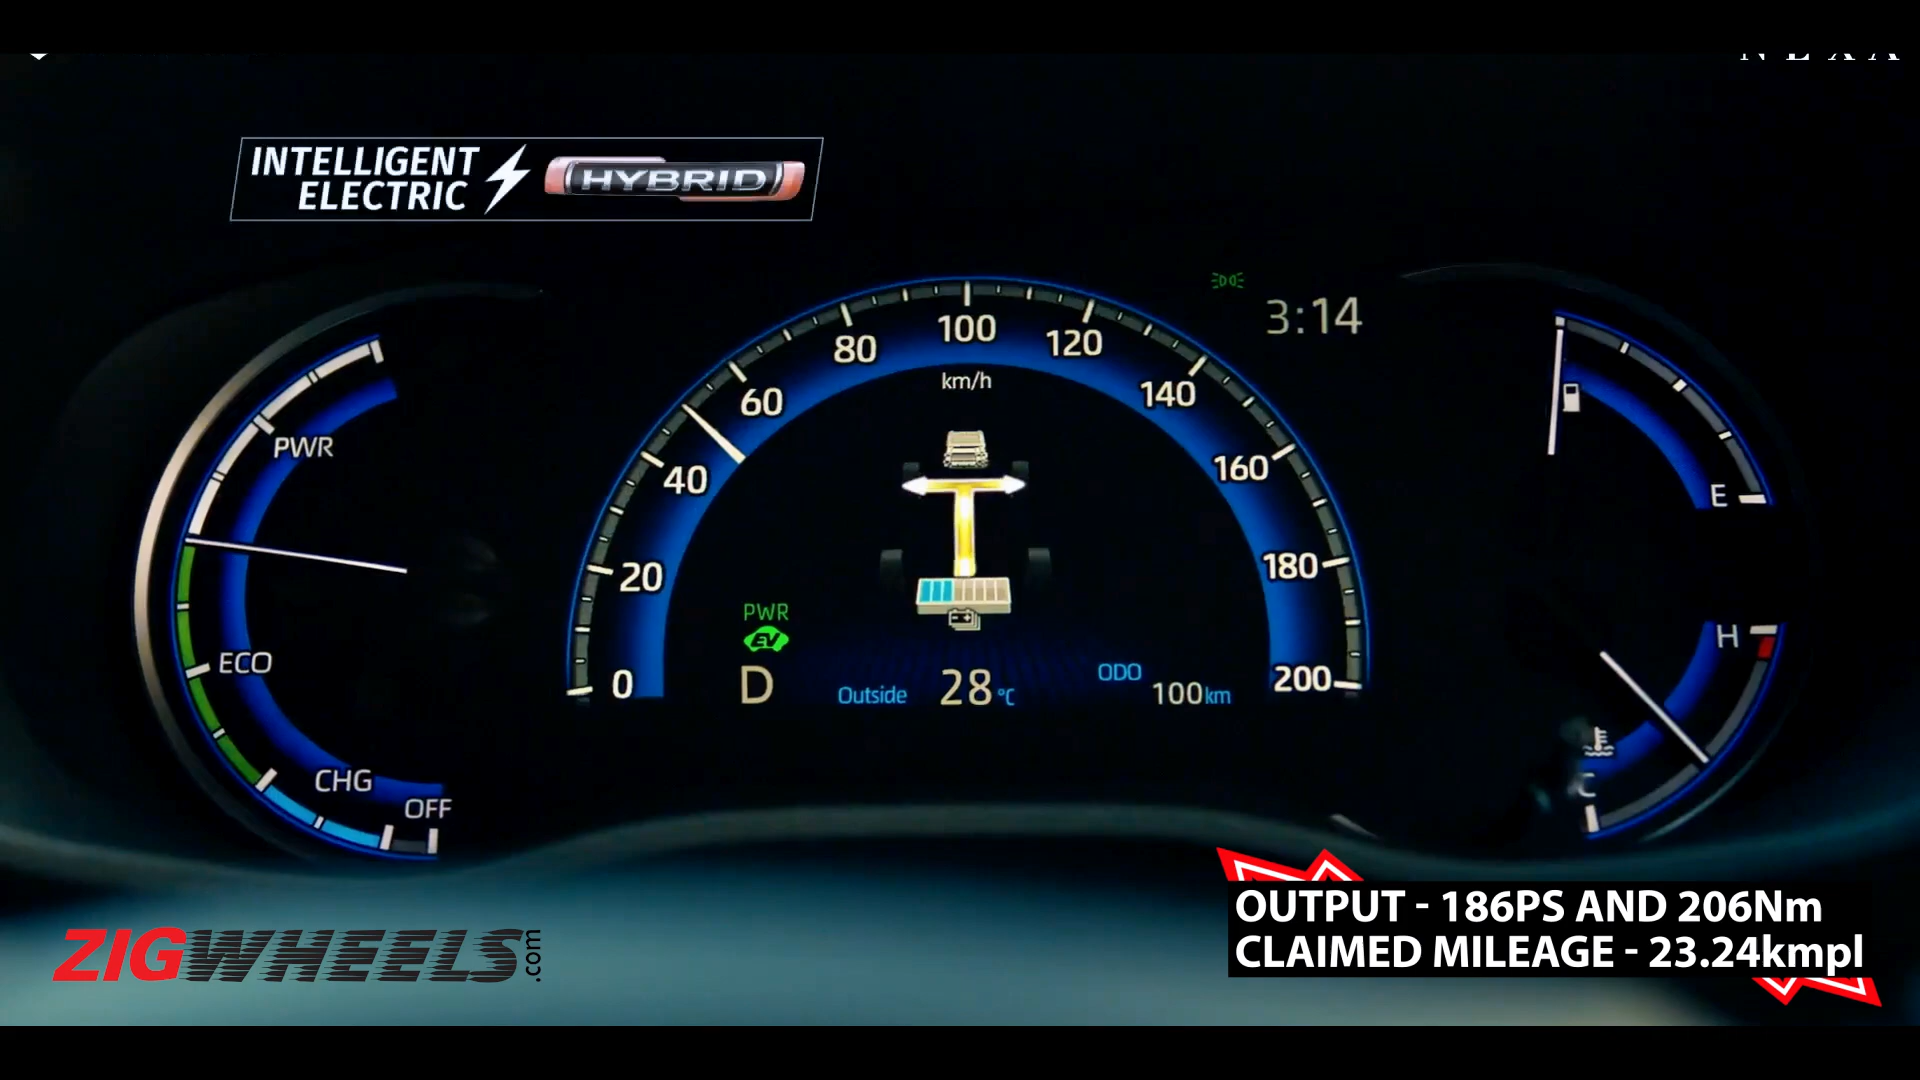 NEXA
INTELLIGENT
ELECTRIC
HYBRID
3:14
PWR
ECO
CHG
OFF
0
20
40
60
80
100
120
140
160
180
200
km/h
PWR
EV
D
Outside 28°C
ODO
100km
E
H
C
OUTPUT - 186PS AND 206Nm
CLAIMED MILEAGE - 23.24kmpl
ZIGWHEELS.com